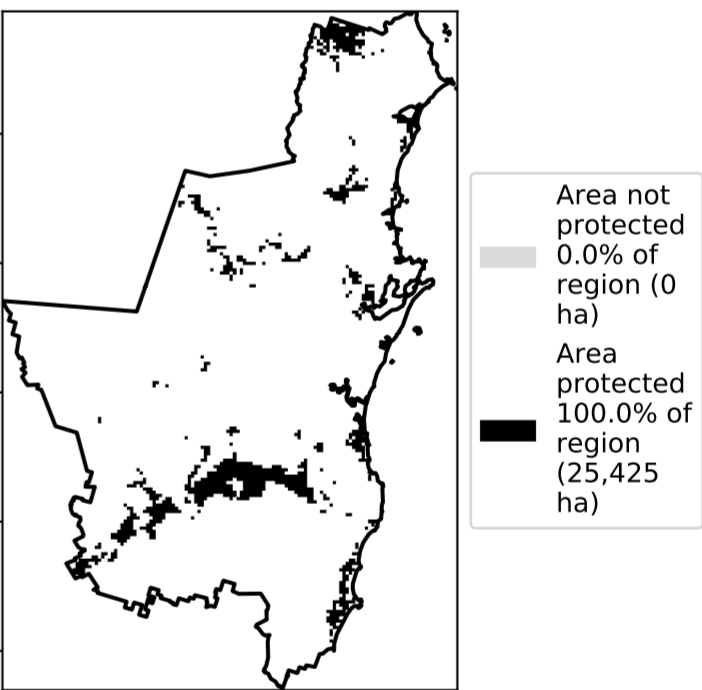 Area not
protected
0.0% of
region (0
ha)
Area
protected
100.0% of
region
(25,425
ha)